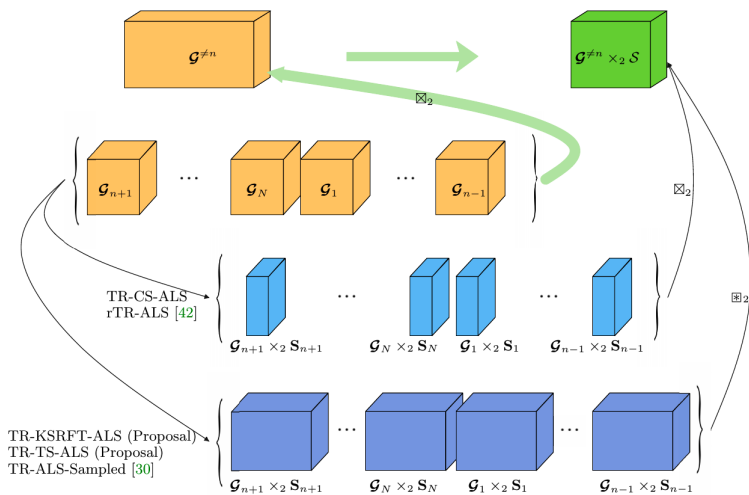 𝓖^{≠n}
𝓖^{≠n} ×₂ 𝒮
⊠₂
𝓖_{n+1} ⋯ 𝓖_N 𝓖_1 ⋯ 𝓖_{n−1}
⊠₂
TR-CS-ALS
rTR-ALS [42]
⋯ ⋯
𝓖_{n+1} ×₂ 𝐒_{n+1} 𝓖_N ×₂ 𝐒_N 𝓖_1 ×₂ 𝐒_1 𝓖_{n−1} ×₂ 𝐒_{n−1}
⧆₂
TR-KSRFT-ALS (Proposal)
TR-TS-ALS (Proposal)
TR-ALS-Sampled [30]
⋯ ⋯
𝓖_{n+1} ×₂ 𝐒_{n+1} 𝓖_N ×₂ 𝐒_N 𝓖_1 ×₂ 𝐒_1 𝓖_{n−1} ×₂ 𝐒_{n−1}